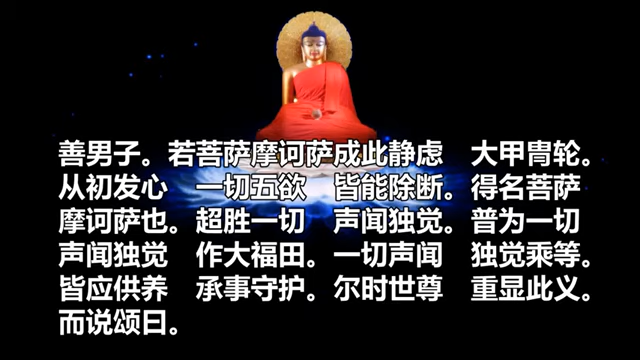 善男子。若菩萨摩诃萨成此静虑　大甲胄轮。
从初发心　一切五欲　皆能除断。得名菩萨
摩诃萨也。超胜一切　声闻独觉。普为一切
声闻独觉　作大福田。一切声闻　独觉乘等。
皆应供养　承事守护。尔时世尊　重显此义。
而说颂曰。